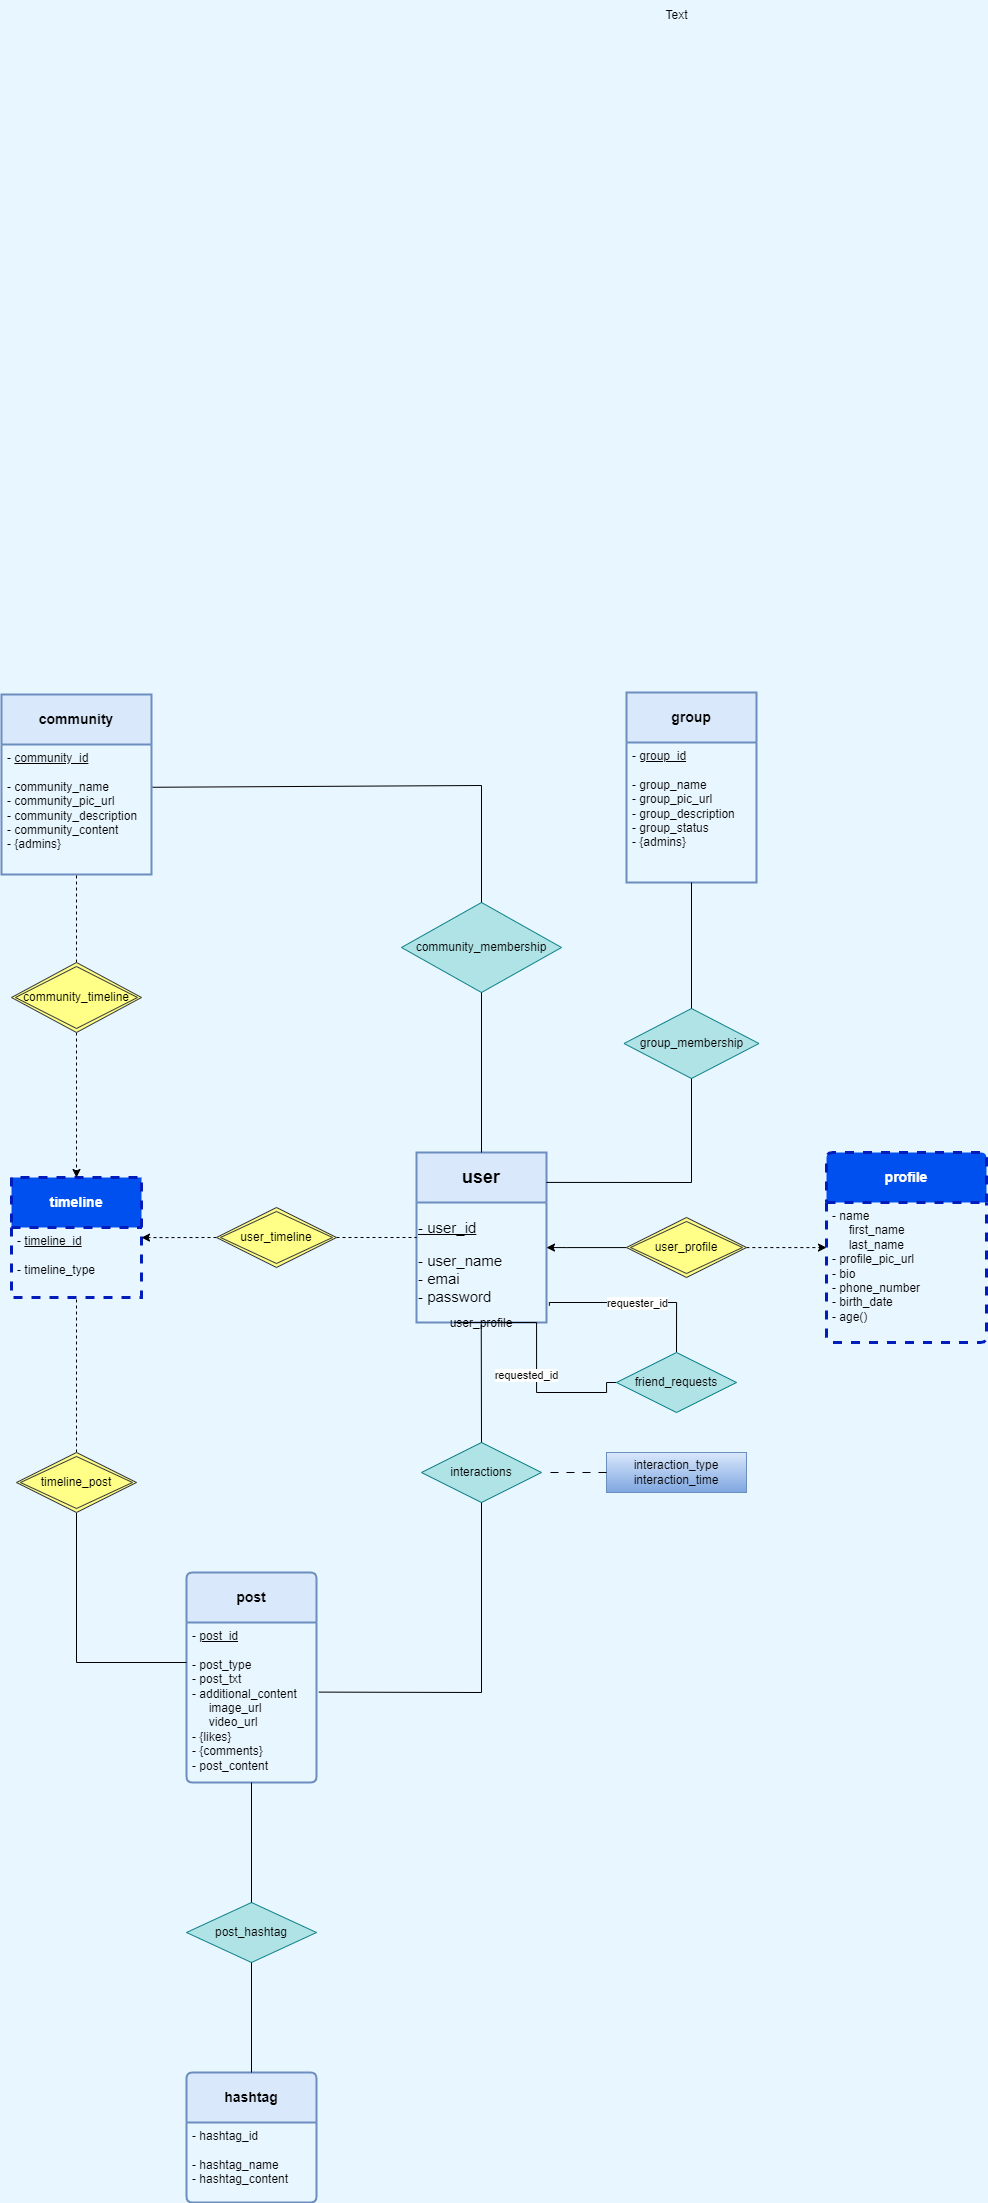 Text
community
- community_id
- community_name
- community_pic_url
- community_description
- community_content
- {admins}
group
- group_id
- group_name
- group_pic_url
- group_description
- group_status
- {admins}
community_membership
community_timeline
group_membership
timeline
- timeline_id
- timeline_type
user_timeline
user
- user_id
- user_name
- emai
- password
user_profile
user_profile
profile
- name
first_name
last_name
- profile_pic_url
- bio
- phone_number
- birth_date
- age()
requester_id
requested_id
friend_requests
interactions
interaction_type
interaction_time
timeline_post
post
- post_id
- post_type
- post_txt
- additional_content
image_url
video_url
- {likes}
- {comments}
- post_content
post_hashtag
hashtag
- hashtag_id
- hashtag_name
- hashtag_content